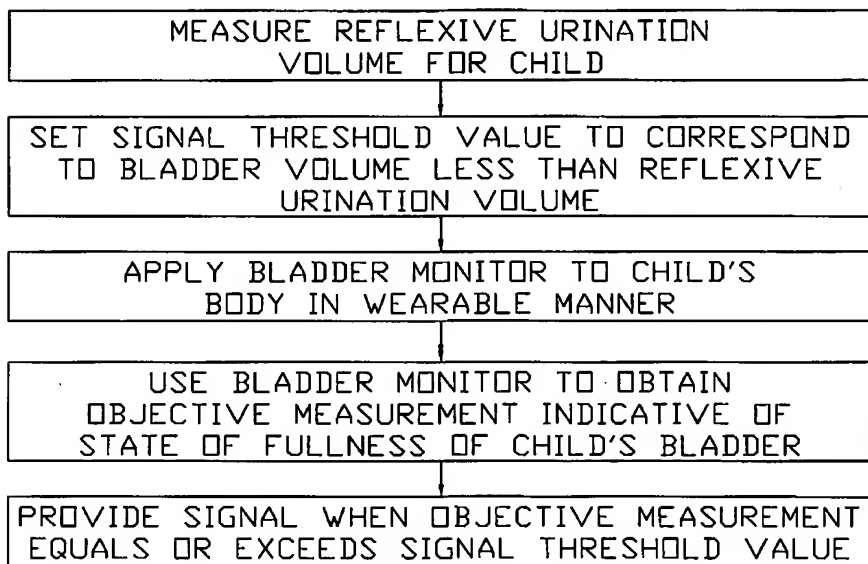 MEASURE REFLEXIVE URINATION
VOLUME FOR CHILD
SET SIGNAL THRESHOLD VALUE TO CORRESPOND
TO BLADDER VOLUME LESS THAN REFLEXIVE
URINATION VOLUME
APPLY BLADDER MONITOR TO CHILD'S
BODY IN WEARABLE MANNER
USE BLADDER MONITOR TO OBTAIN
OBJECTIVE MEASUREMENT INDICATIVE OF
STATE OF FULLNESS OF CHILD'S BLADDER
PROVIDE SIGNAL WHEN OBJECTIVE MEASUREMENT
EQUALS OR EXCEEDS SIGNAL THRESHOLD VALUE